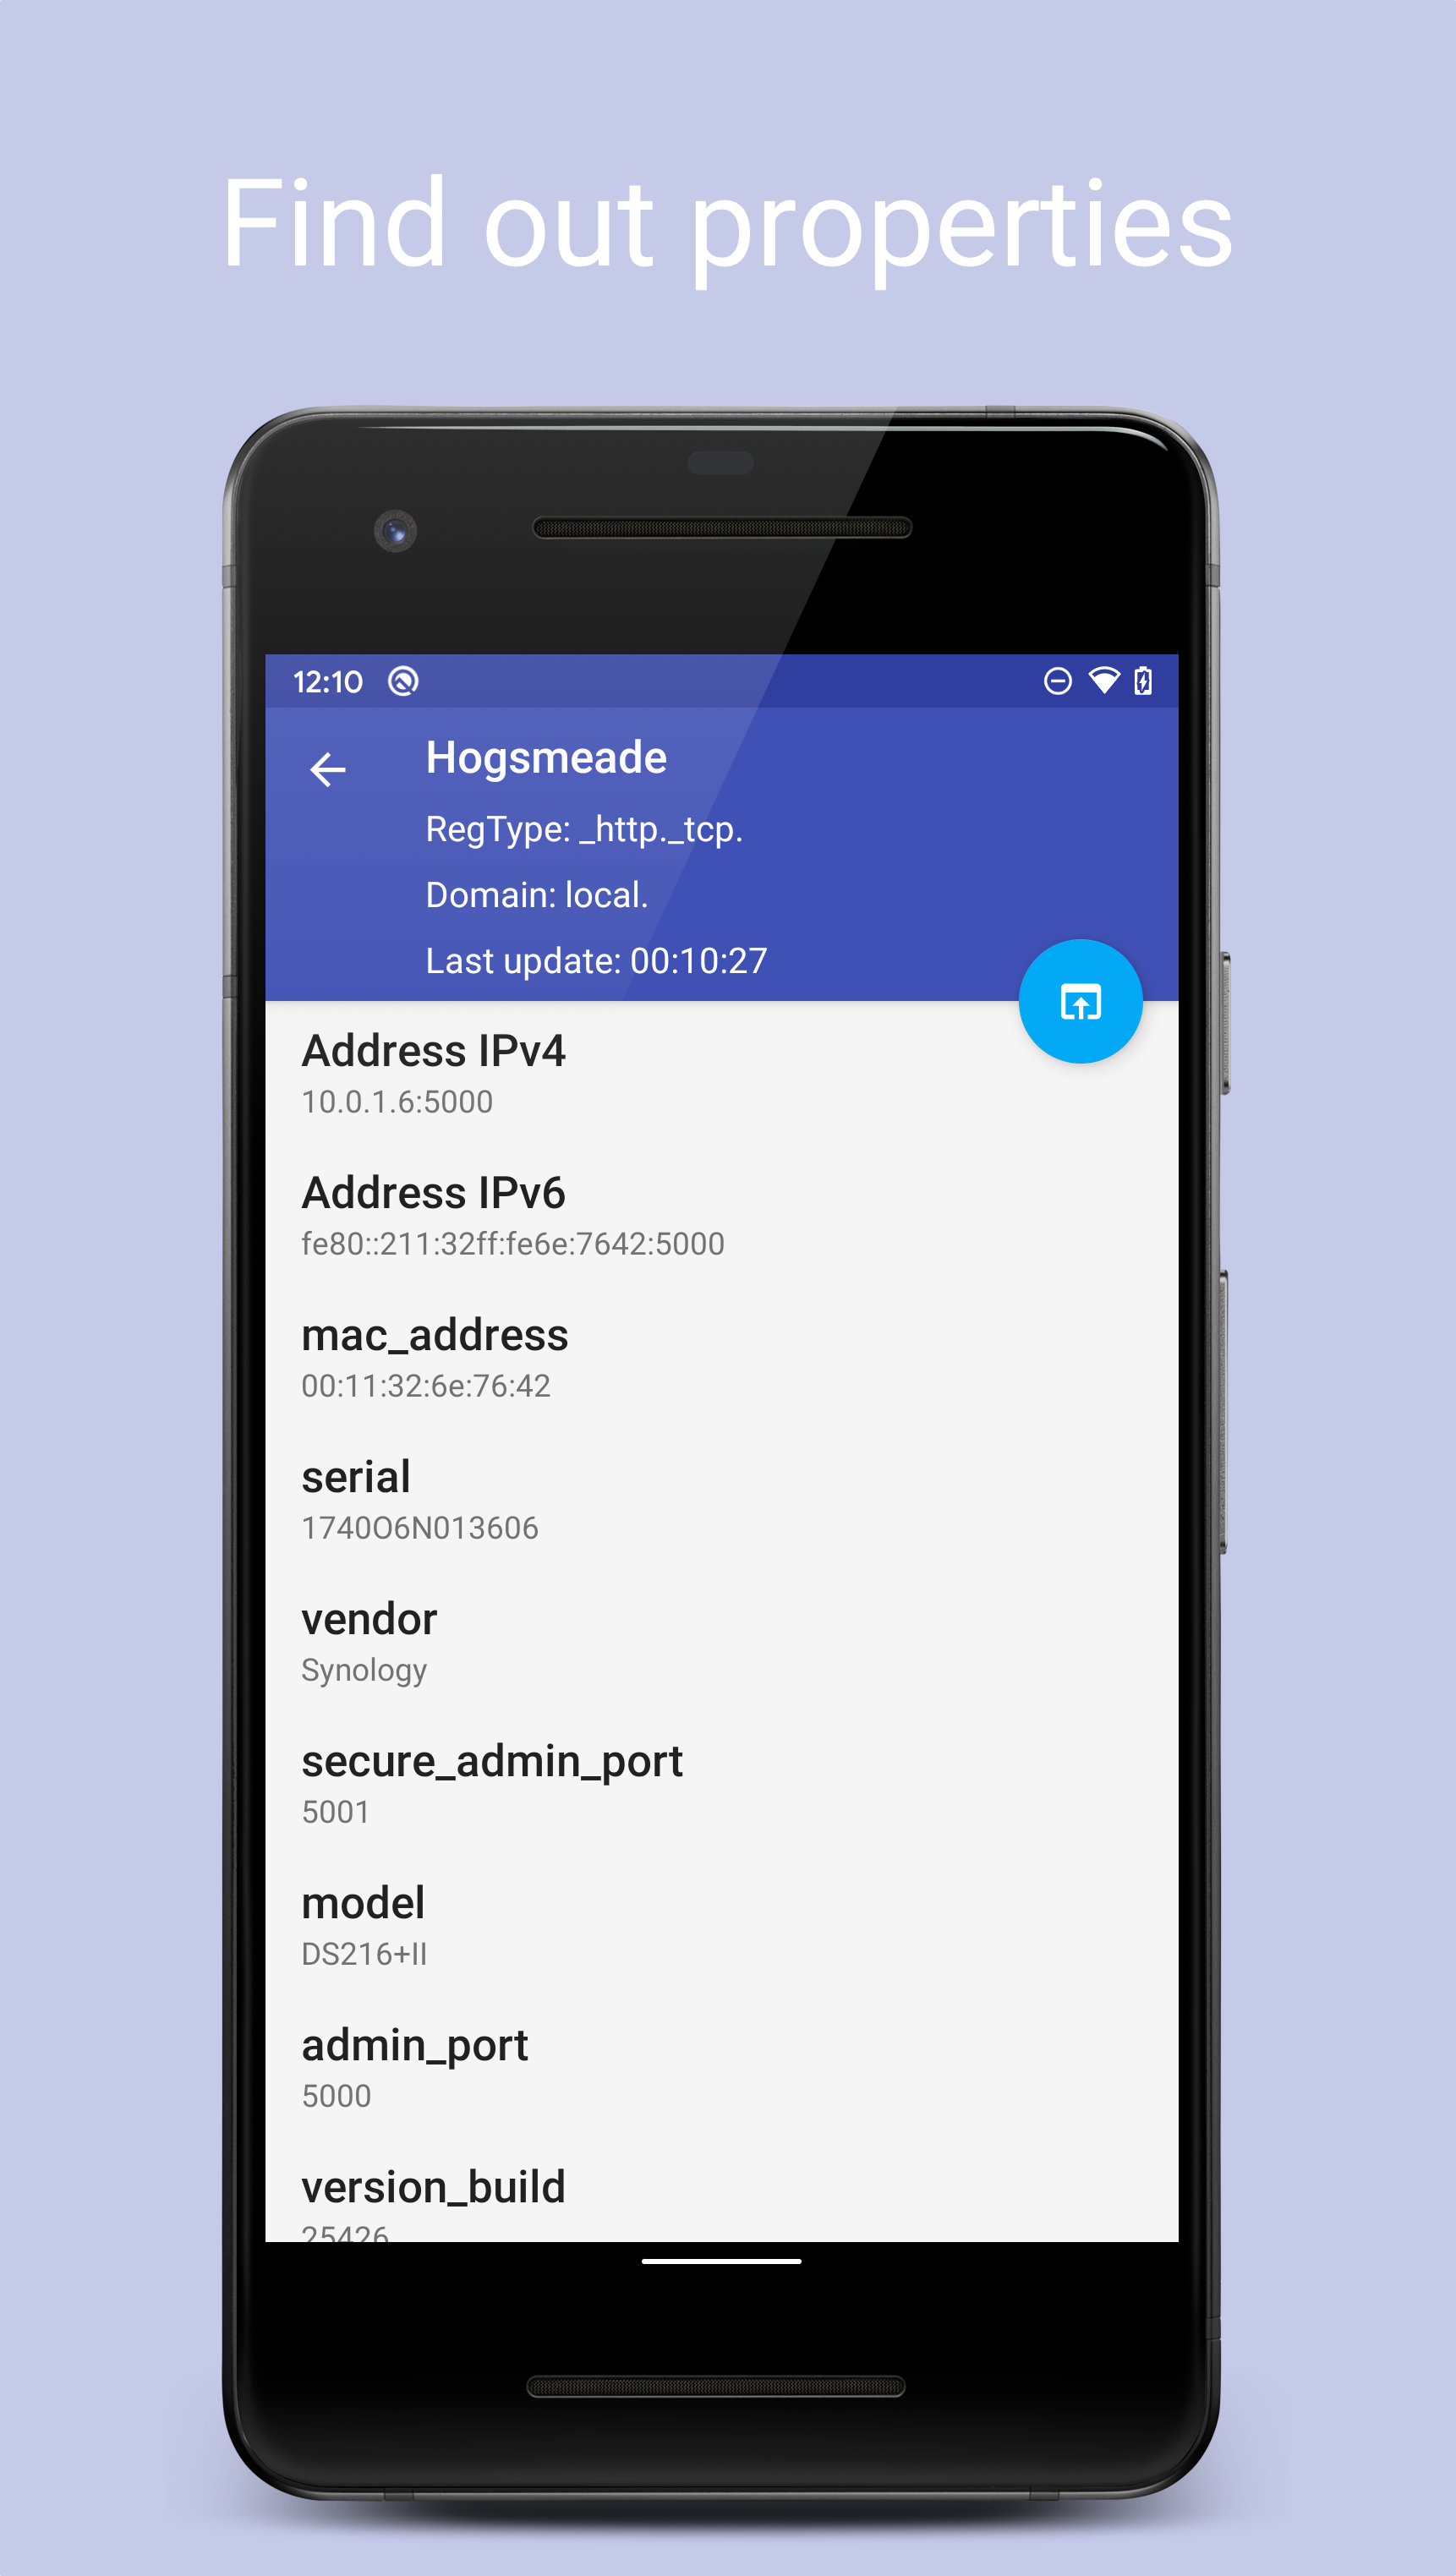 Find out properties
12:10
Hogsmeade
RegType: _http._tcp.
Domain: local.
Last update: 00:10:27
Address IPv4
10.0.1.6:5000
Address IPv6
fe80::211:32ff:fe6e:7642:5000
mac_address
00:11:32:6e:76:42
serial
1740O6N013606
vendor
Synology
secure_admin_port
5001
model
DS216+II
admin_port
5000
version_build
25426